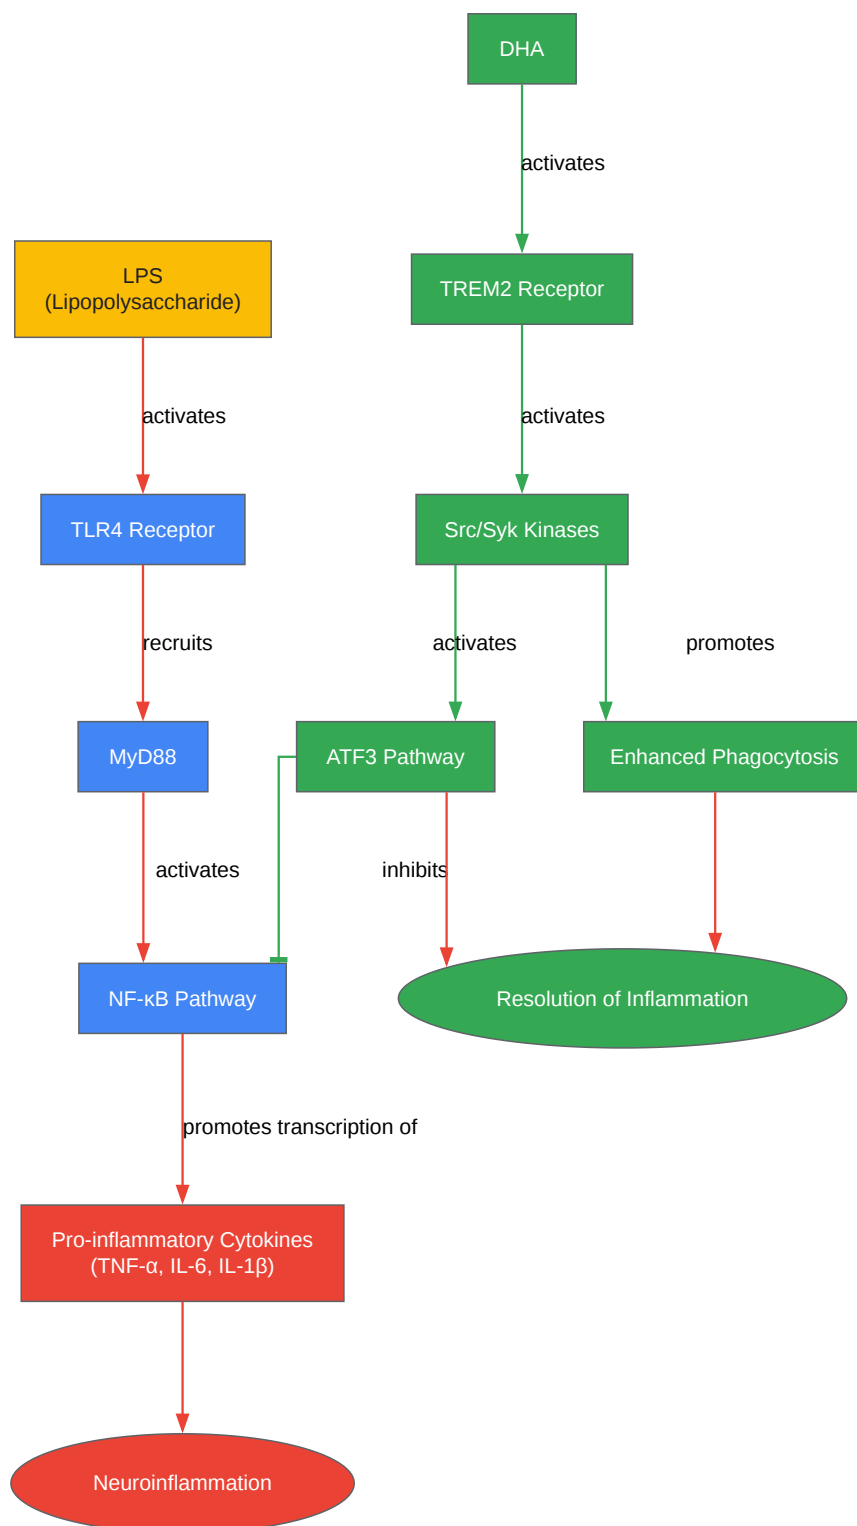 DHA
activates
LPS
(Lipopolysaccharide)
TREM2 Receptor
activates
activates
TLR4 Receptor
Src/Syk Kinases
recruits
activates
promotes
MyD88
ATF3 Pathway
Enhanced Phagocytosis
activates
inhibits
NF-κB Pathway
Resolution of Inflammation
promotes transcription of
Pro-inflammatory Cytokines
(TNF-α, IL-6, IL-1β)
Neuroinflammation